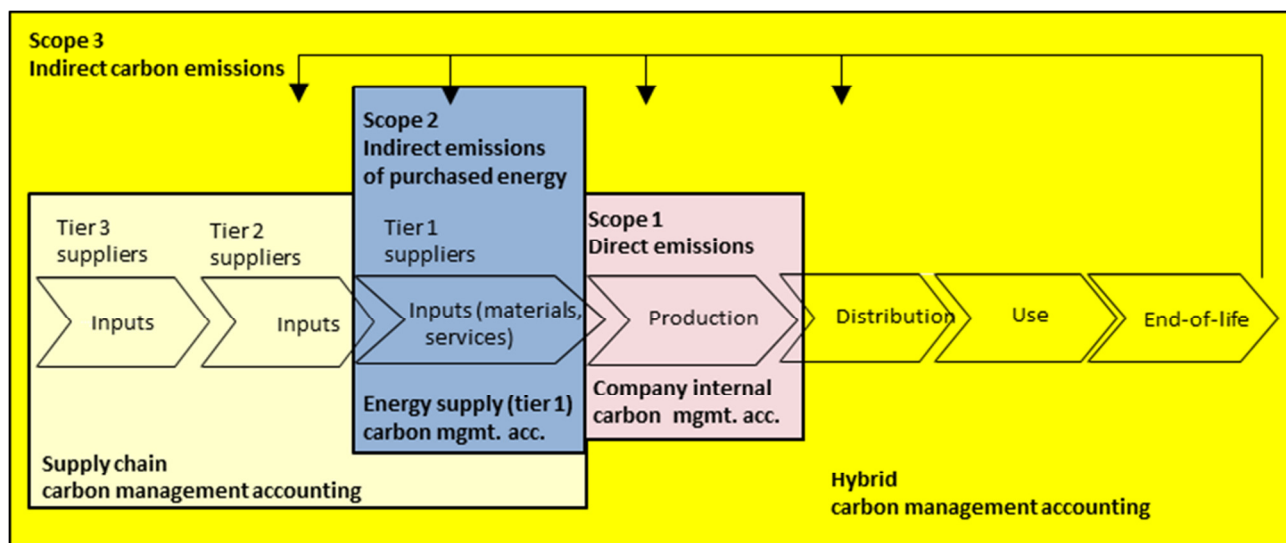 Scope 3
Indirect carbon emissions
Scope 2
Indirect emissions
of purchased energy
Tier 3
suppliers
Tier 2
suppliers
Tier 1
suppliers
Scope 1
Direct emissions
Inputs
Inputs
Inputs (materials,
services)
Production
Distribution
Use
End-of-life
Energy supply (tier 1)
carbon mgmt. acc.
Company internal
carbon mgmt. acc.
Supply chain
carbon management accounting
Hybrid
carbon management accounting